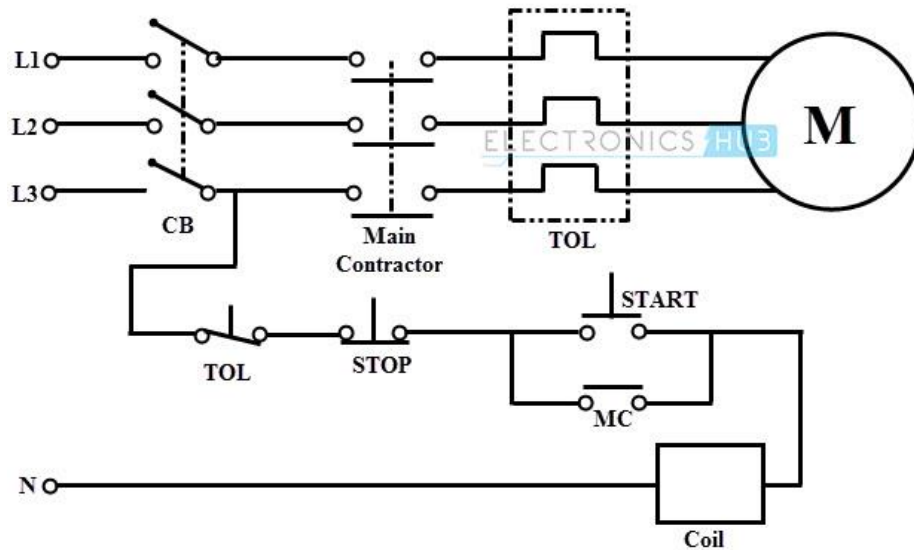 L1
L2
M
ELECTRONICS HUB
L3
CB
Main
Contractor
TOL
START
TOL
STOP
MC
N
Coil